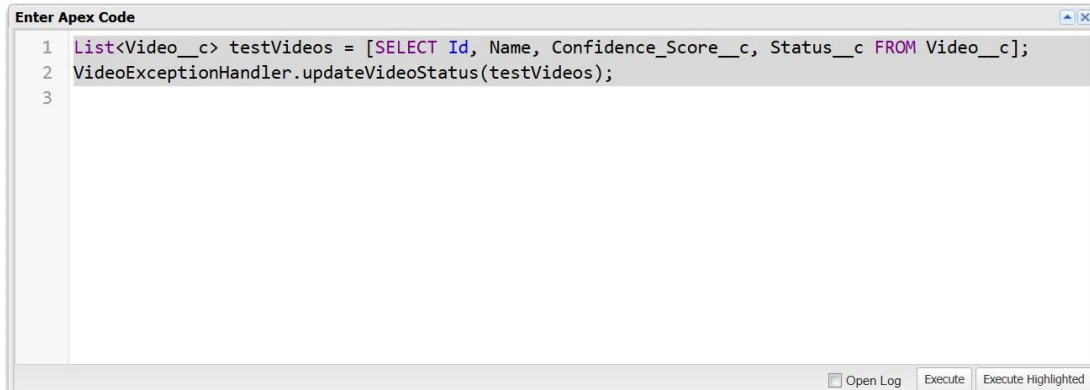 Enter Apex Code
1 List<Video__c> testVideos = [SELECT Id, Name, Confidence_Score__c, Status__c FROM Video__c];
2 VideoExceptionHandler.updateVideoStatus(testVideos);
3
Open Log Execute Execute Highlighted